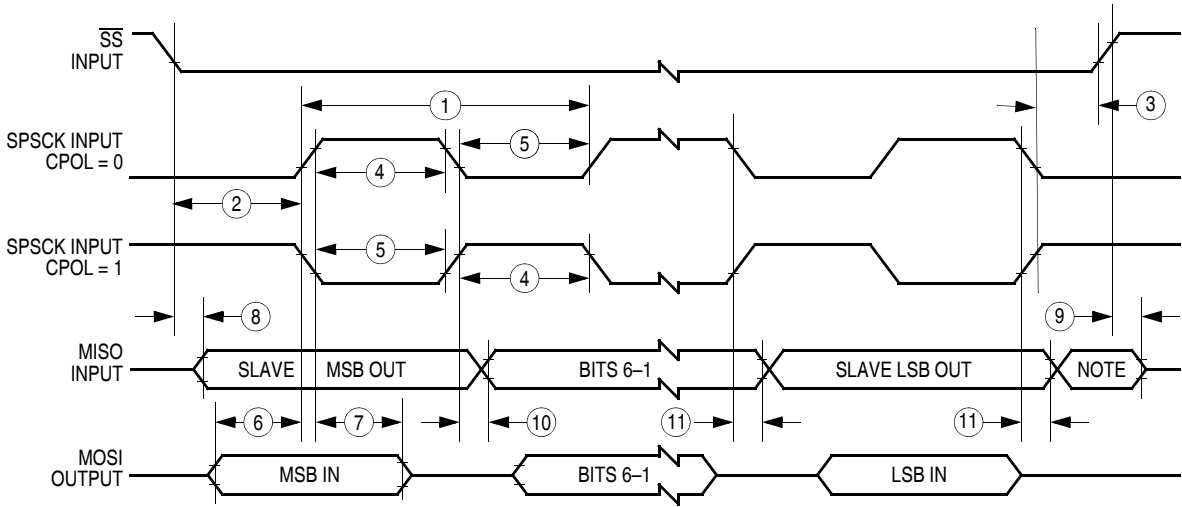 SS
INPUT
1
3
SPSCK INPUT
CPOL = 0
5
4
2
SPSCK INPUT
CPOL = 1
5
4
8
9
MISO
INPUT
SLAVE MSB OUT
BITS 6–1
SLAVE LSB OUT
NOTE
6
7
10
11
11
MOSI
OUTPUT
MSB IN
BITS 6–1
LSB IN